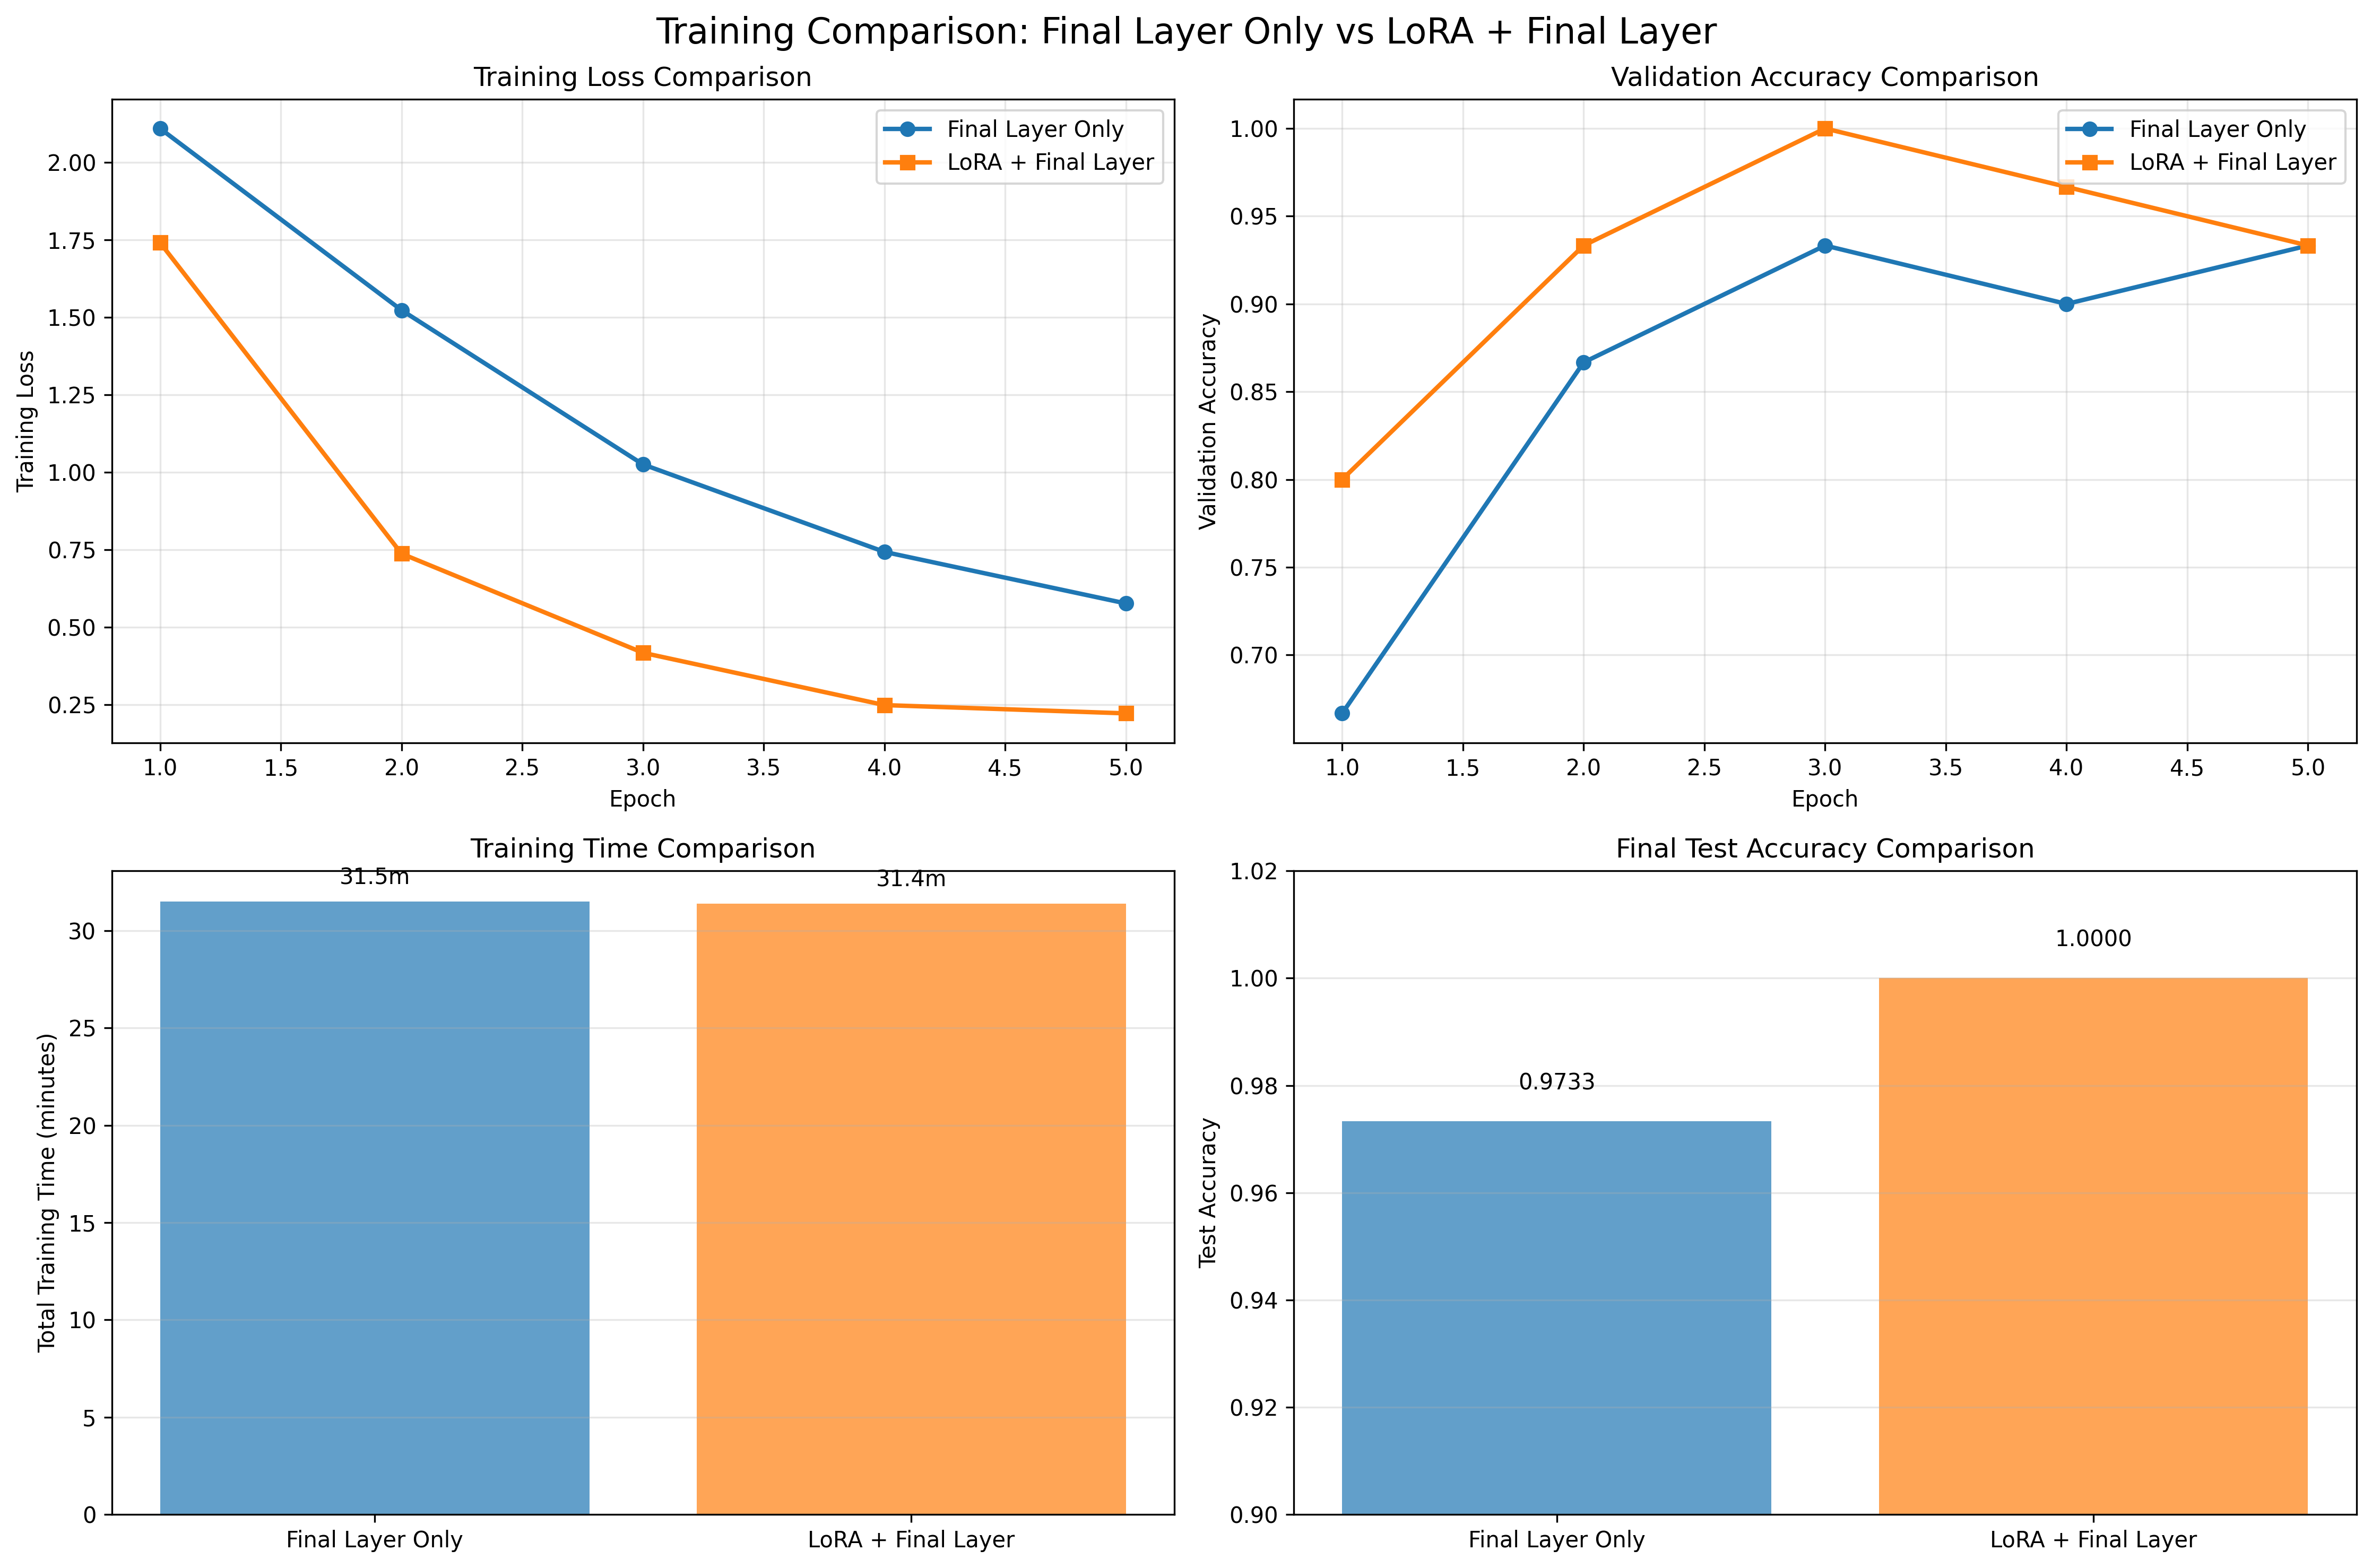 Training Comparison: Final Layer Only vs LoRA + Final Layer
Training Loss Comparison
Final Layer Only
LoRA + Final Layer
Training Loss
2.00
1.75
1.50
1.25
1.00
0.75
0.50
0.25
1.0 1.5 2.0 2.5 3.0 3.5 4.0 4.5 5.0
Epoch
Validation Accuracy Comparison
Final Layer Only
LoRA + Final Layer
Validation Accuracy
1.00
0.95
0.90
0.85
0.80
0.75
0.70
1.0 1.5 2.0 2.5 3.0 3.5 4.0 4.5 5.0
Epoch
Training Time Comparison
31.5m 31.4m
Total Training Time (minutes)
30
25
20
15
10
5
0
Final Layer Only LoRA + Final Layer
Final Test Accuracy Comparison
1.0000
0.9733
Test Accuracy
1.02
1.00
0.98
0.96
0.94
0.92
0.90
Final Layer Only LoRA + Final Layer